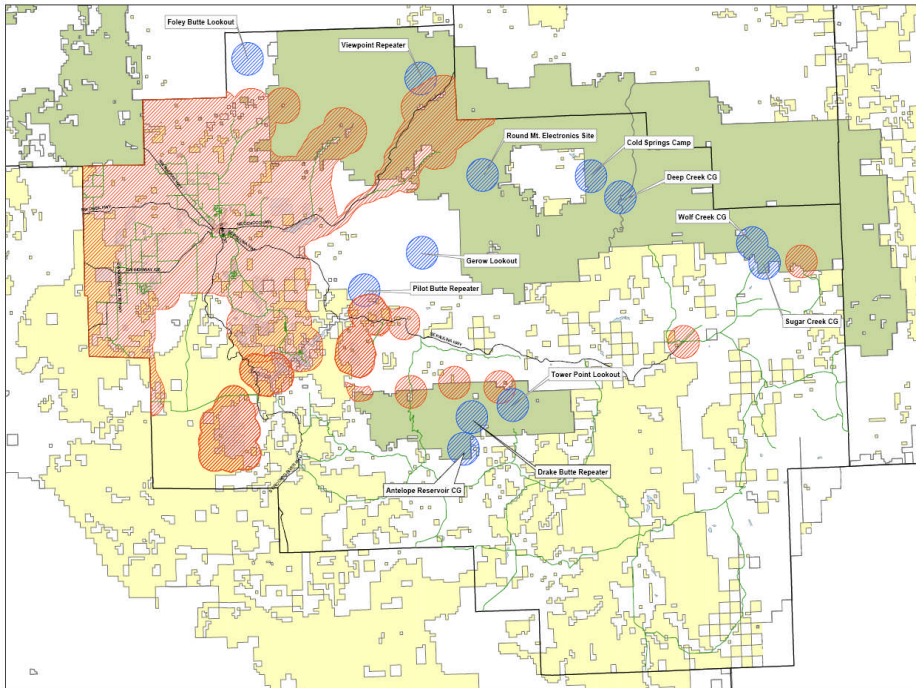 Foley Butte Lookout
Viewpoint Repeater
Round Mt. Electronics Site
Cold Springs Camp
Deep Creek CG
Wolf Creek CG
Gerow Lookout
Pilot Butte Repeater
Sugar Creek CG
Tower Point Lookout
Drake Butte Repeater
Antelope Reservoir CG